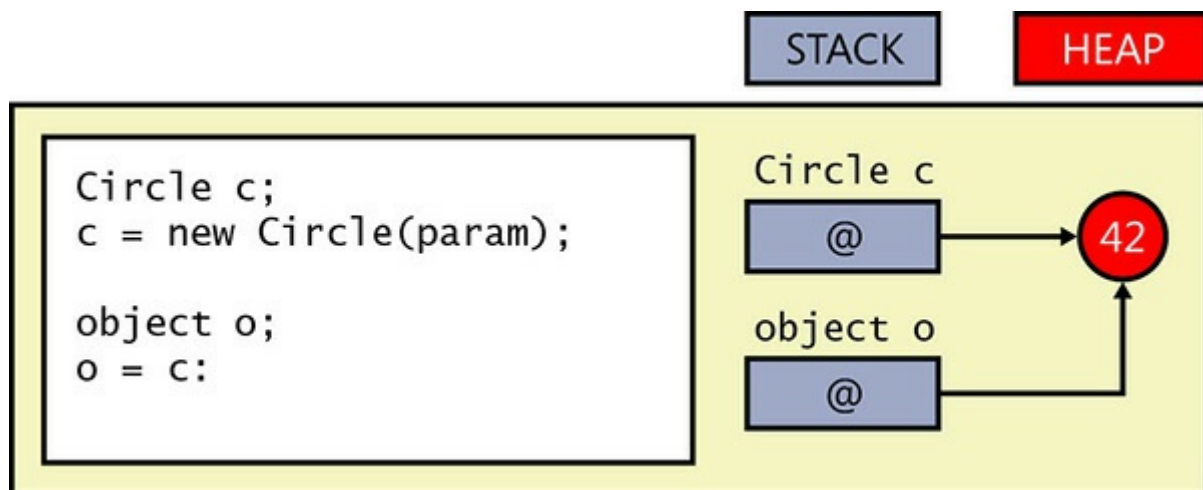 STACK
HEAP
Circle c;
c = new Circle(param);
object o;
o = c:
Circle c
@
42
object o
@